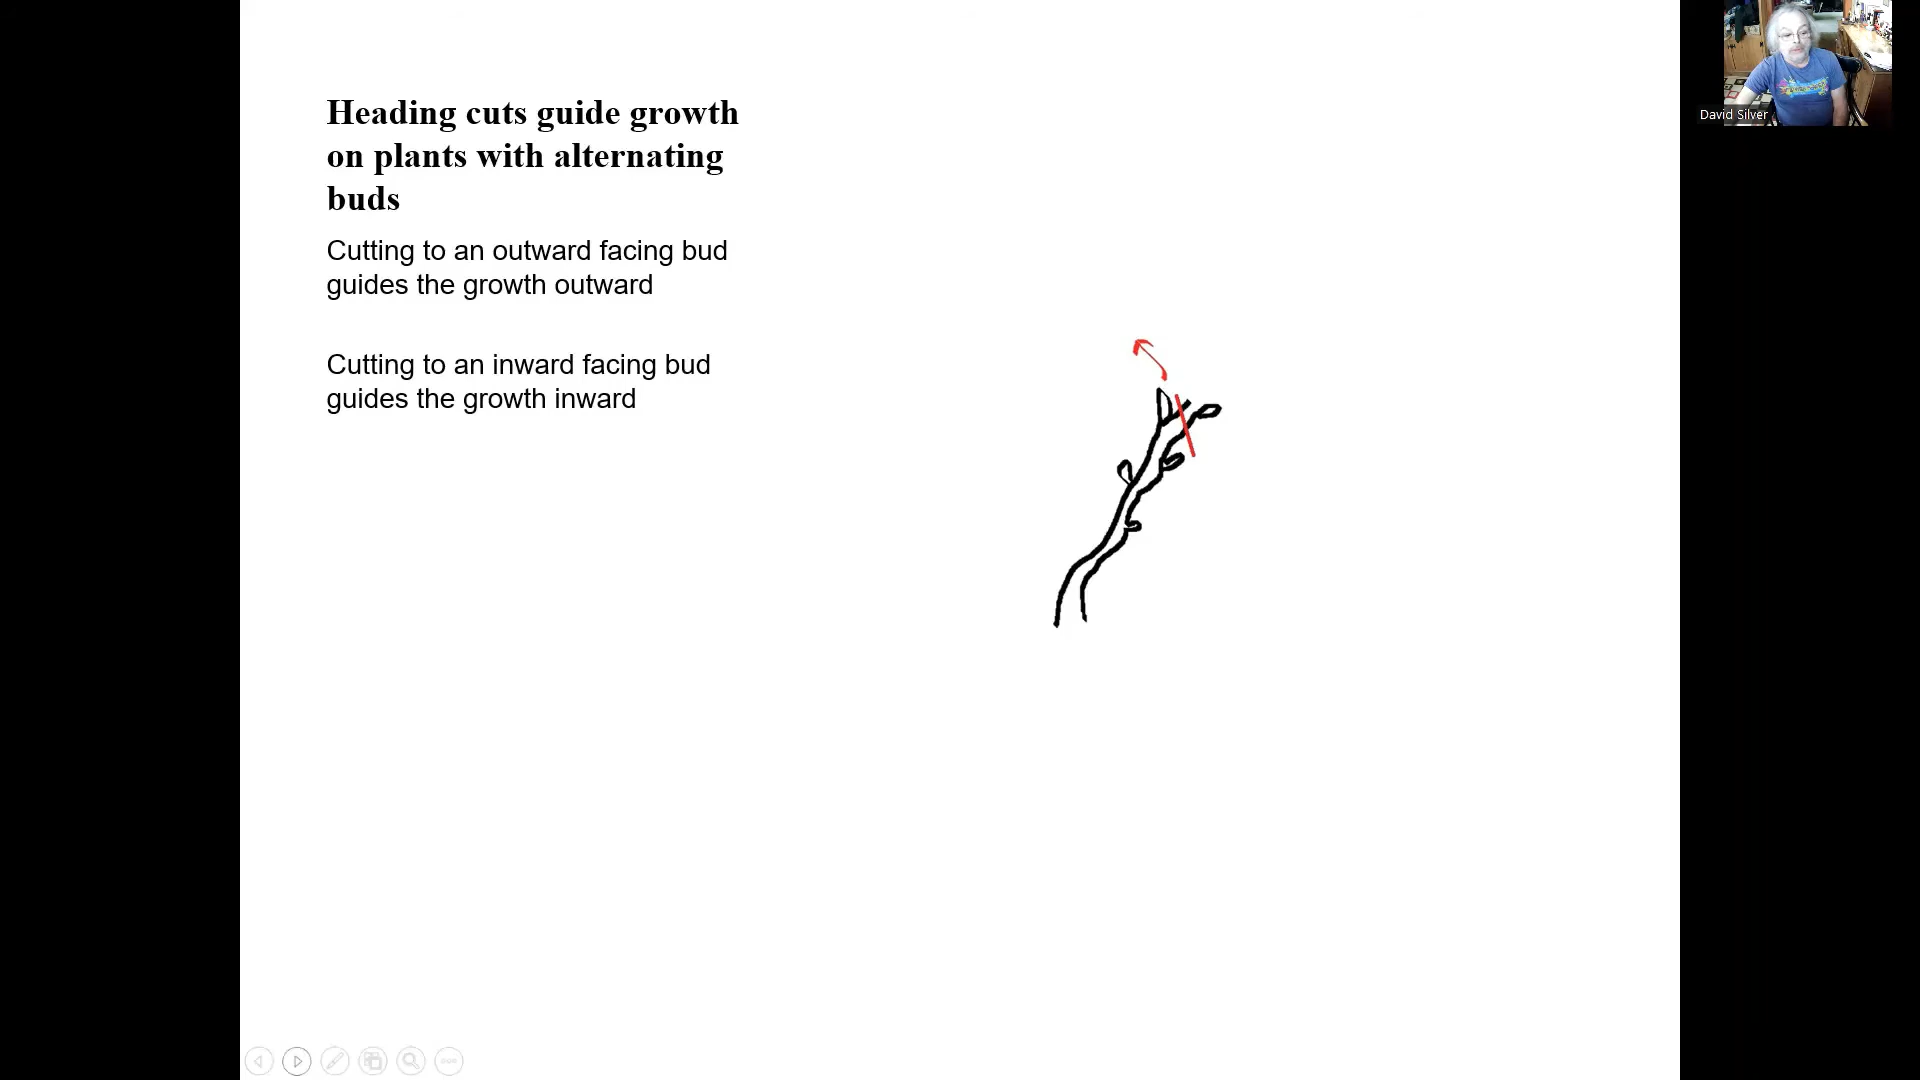 Heading cuts guide growth
on plants with alternating
buds
Cutting to an outward facing bud
guides the growth outward
Cutting to an inward facing bud
guides the growth inward
David Silver